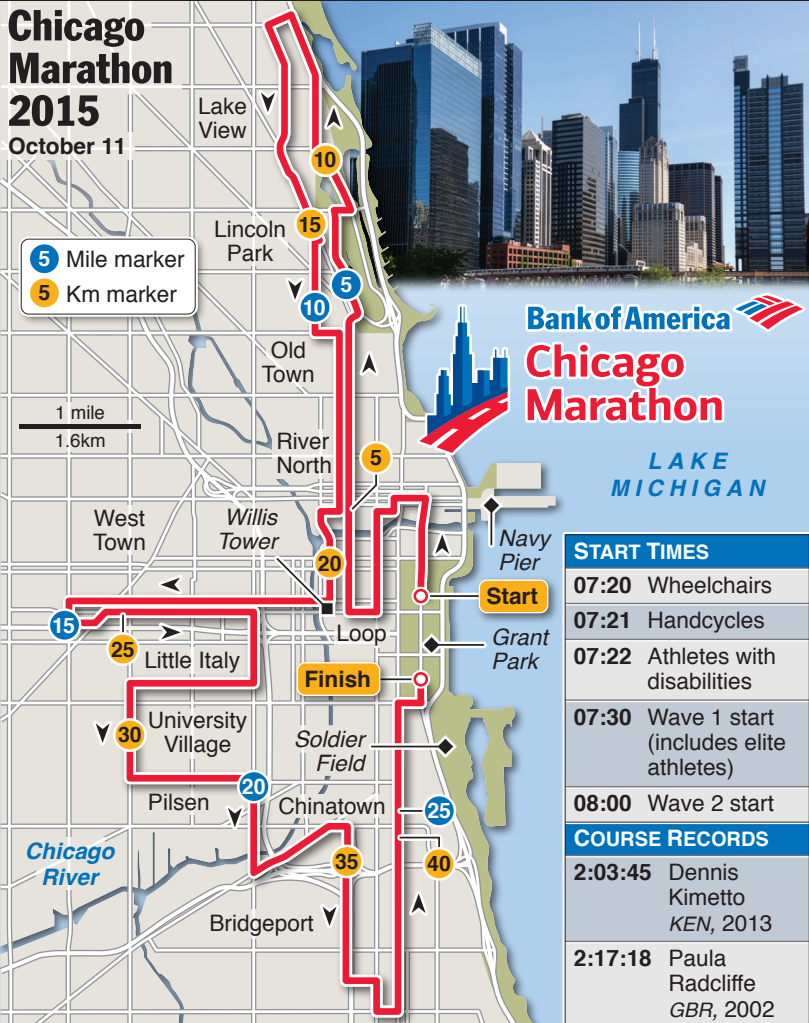 Chicago
Marathon
2015
October 11
5 Mile marker
5 Km marker
1 mile
1.6km
Lake
View
10
15
Lincoln
Park
5
10
Old
Town
River
North
5
West
Town
Willis
Tower
20
Start
Navy
Pier
15
25
Loop
Little Italy
Grant
Park
Finish
30
University
Village
Soldier
Field
20
Pilsen
Chinatown
25
Chicago
River
35
40
Bridgeport
Bank of America
Chicago
Marathon
LAKE
MICHIGAN
START TIMES
07:20 Wheelchairs
07:21 Handcycles
07:22 Athletes with
disabilities
07:30 Wave 1 start
(includes elite
athletes)
08:00 Wave 2 start
COURSE RECORDS
2:03:45 Dennis
Kimetto
KEN, 2013
2:17:18 Paula
Radcliffe
GBR, 2002